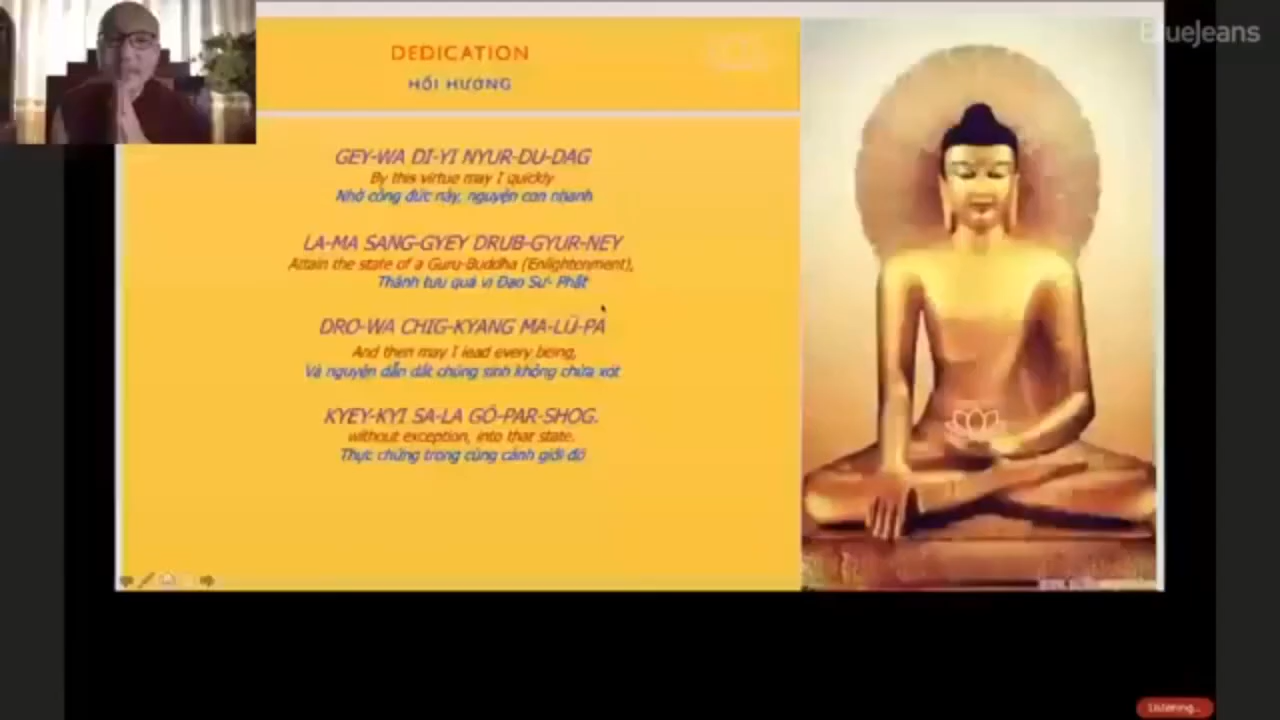 BlueJeans
DEDICATION
HỒI HƯỚNG
GEY-WA DI-YI NYUR-DU-DAG
By this virtue may I quickly
Nhờ công đức này, nguyện con nhanh
LA-MA SANG-GYEY DRUB-GYUR-NEY
Attain the state of a Guru-Buddha (Enlightenment),
Thành tựu quả vị Đạo Sư- Phật
DRO-WA CHIG-KYANG MA-LÜ-PA
And then may I lead every being,
Và nguyện dẫn dắt chúng sinh không chừa xót
KYEY-KYI SA-LA GÖ-PAR-SHOG.
without exception, into that state.
Thực chứng trong cùng cảnh giới đó
Listening...